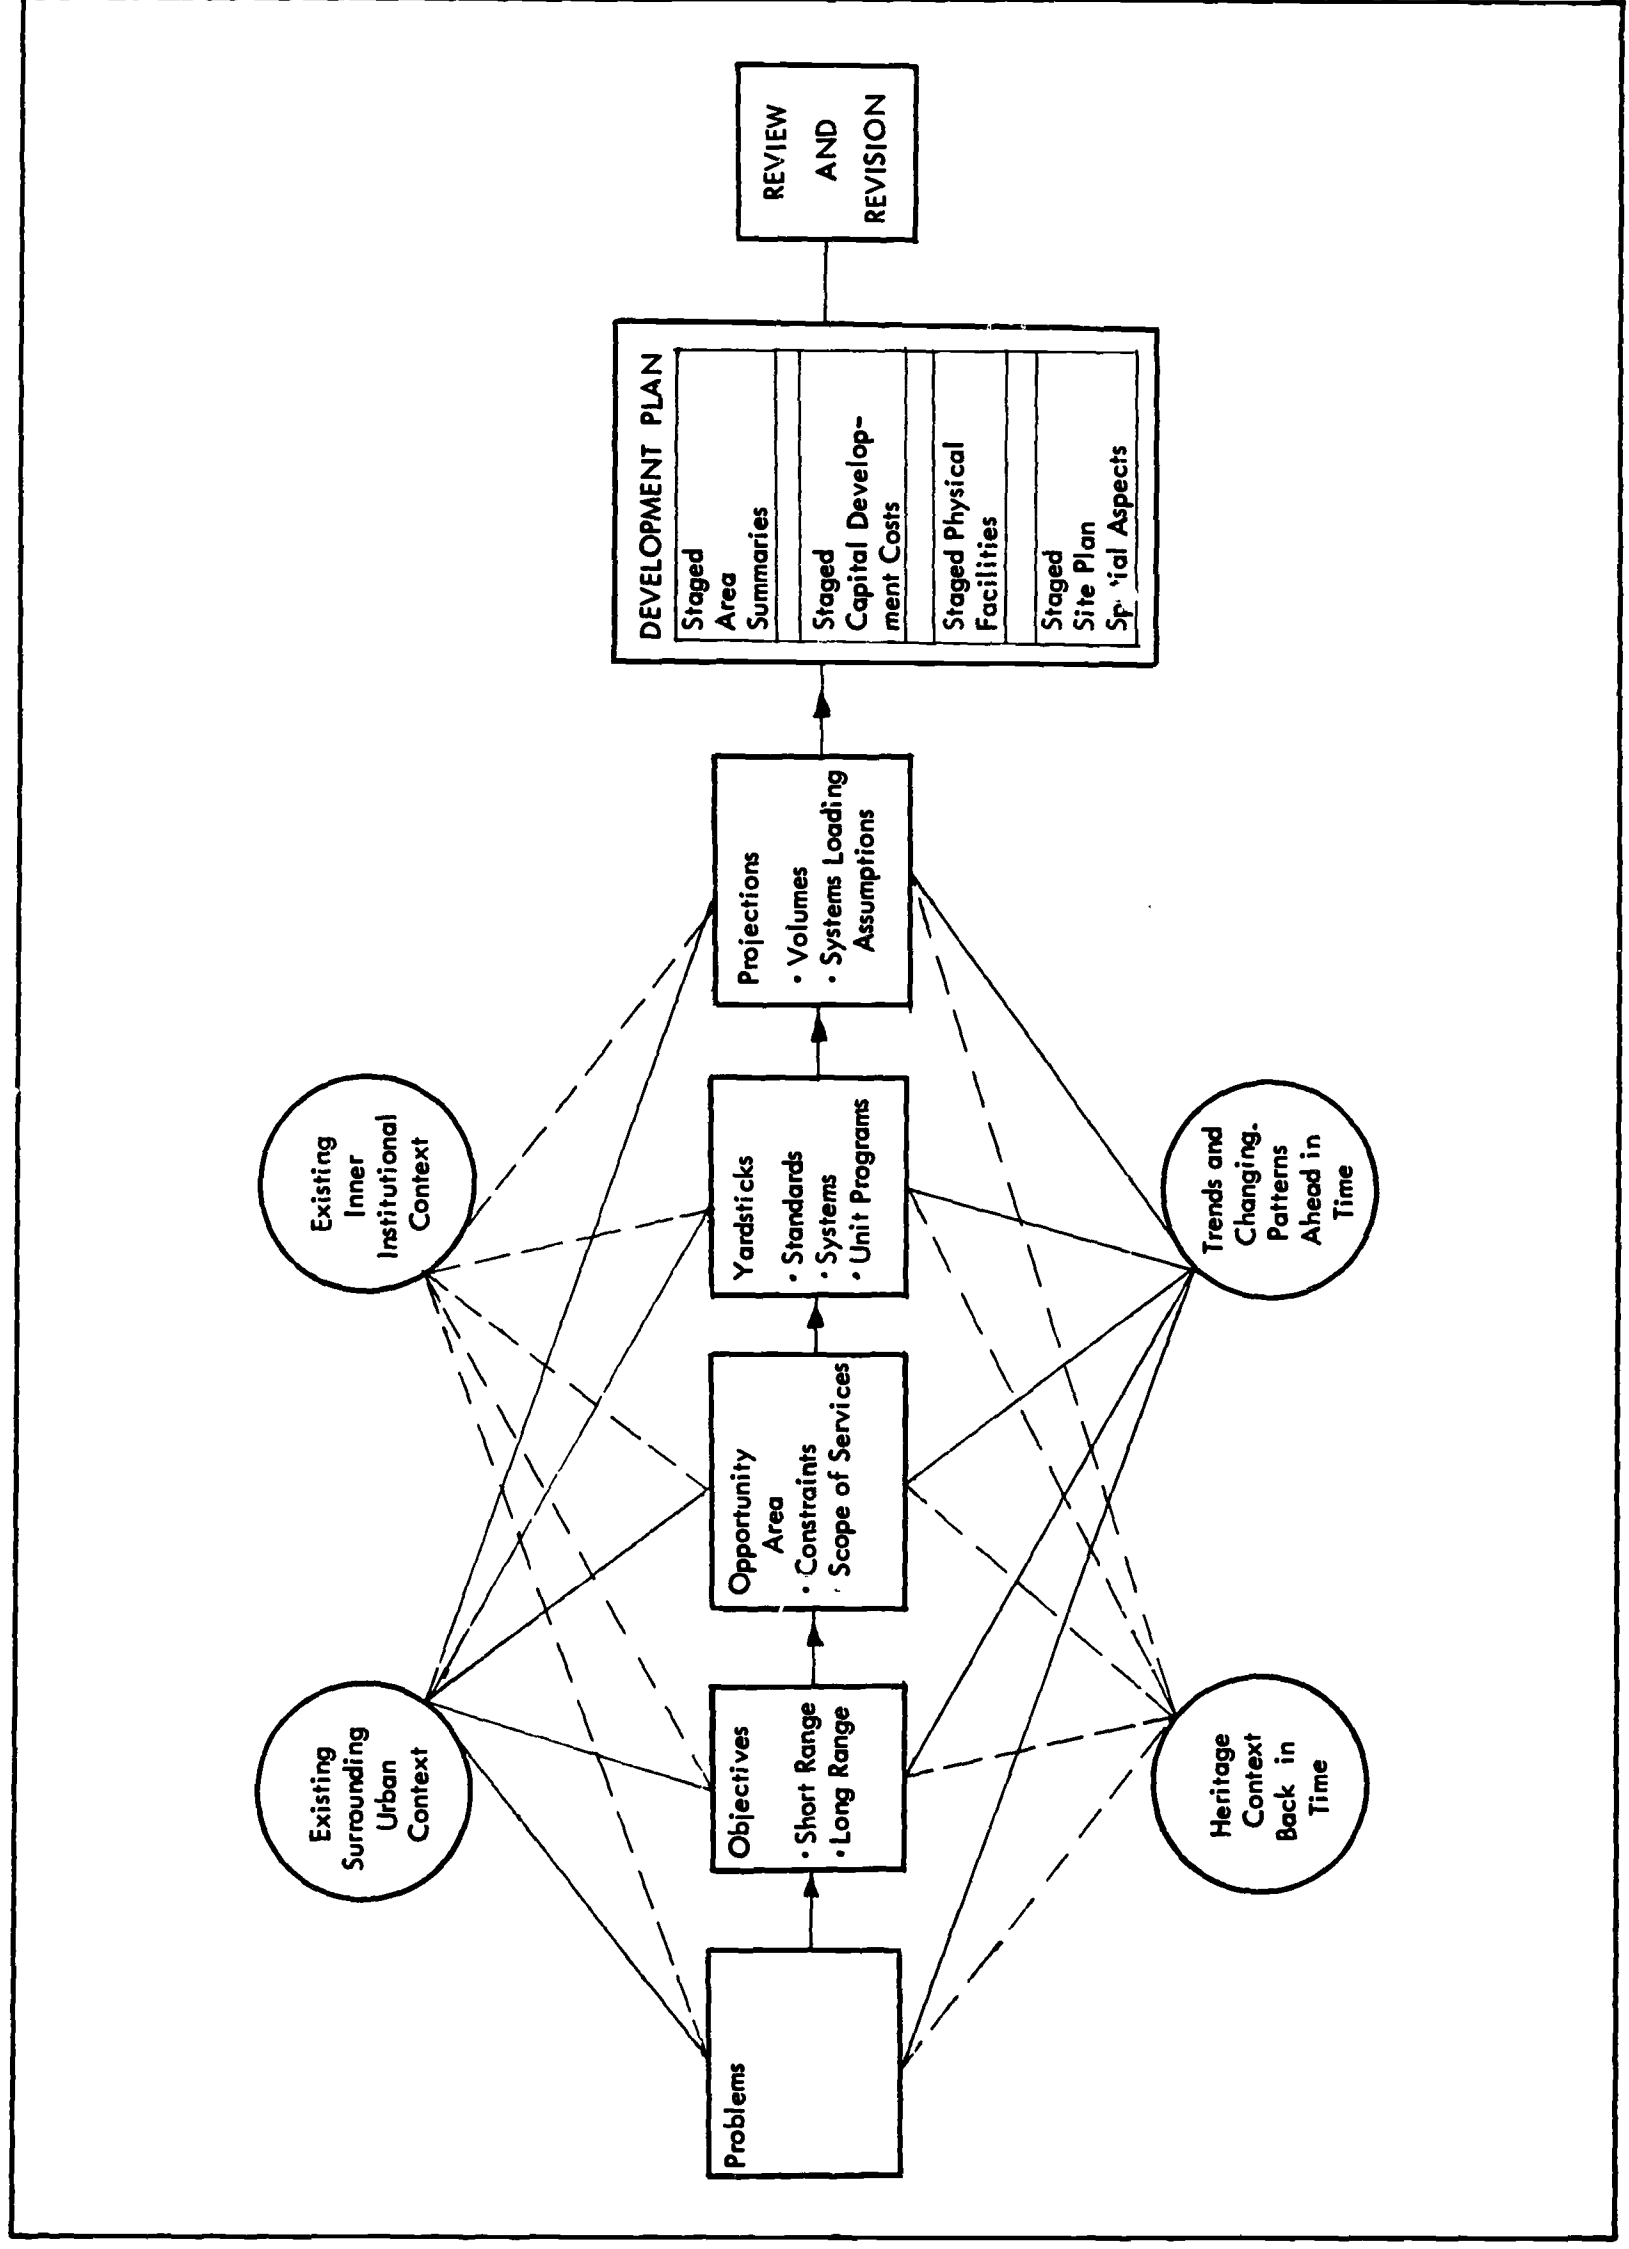 Existing
Surrounding
Urban
Context
Existing
Inner
Institutional
Context
Problems
Objectives
• Short Range
• Long Range
Opportunity
Area
• Constraints
Scope of Services
Yardsticks
• Standards
• Systems
• Unit Programs
Projections
• Volumes
• Systems Loading
Assumptions
DEVELOPMENT PLAN
Staged
Area
Summaries
Staged
Capital Develop-
ment Costs
Staged Physical
Facilities
Staged
Site Plan
Aspects
REVIEW
AND
REVISION
Heritage
Context
Back in
Time
Trends and
Changing
Patterns
Ahead in
Time